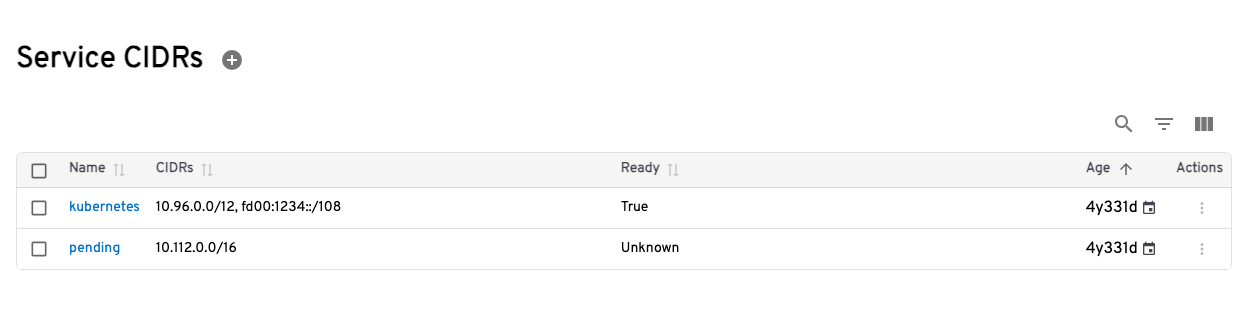 Service CIDRs
Name CIDRs Ready Age Actions
kubernetes 10.96.0.0/12, fd00:1234::/108 True 4y331d
pending 10.112.0.0/16 Unknown 4y331d